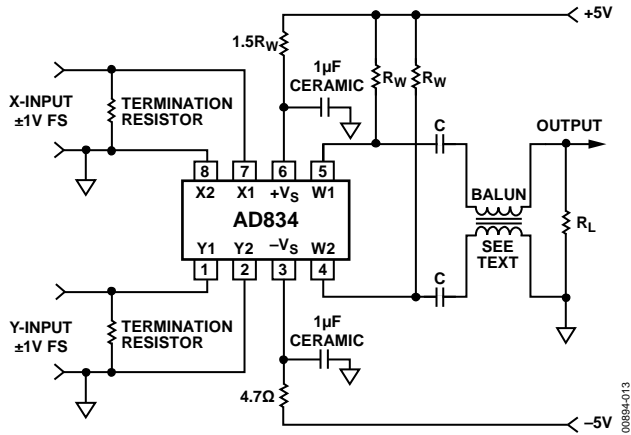 +5V
1.5RW
1µF
CERAMIC
RW
RW
X-INPUT
±1V FS
TERMINATION
RESISTOR
C
OUTPUT
8
7
6
5
X2
X1
+VS
W1
AD834
Y1
Y2
–VS
W2
1
2
3
4
BALUN
SEE
TEXT
RL
C
Y-INPUT
±1V FS
TERMINATION
RESISTOR
1µF
CERAMIC
4.7Ω
–5V
00894-013